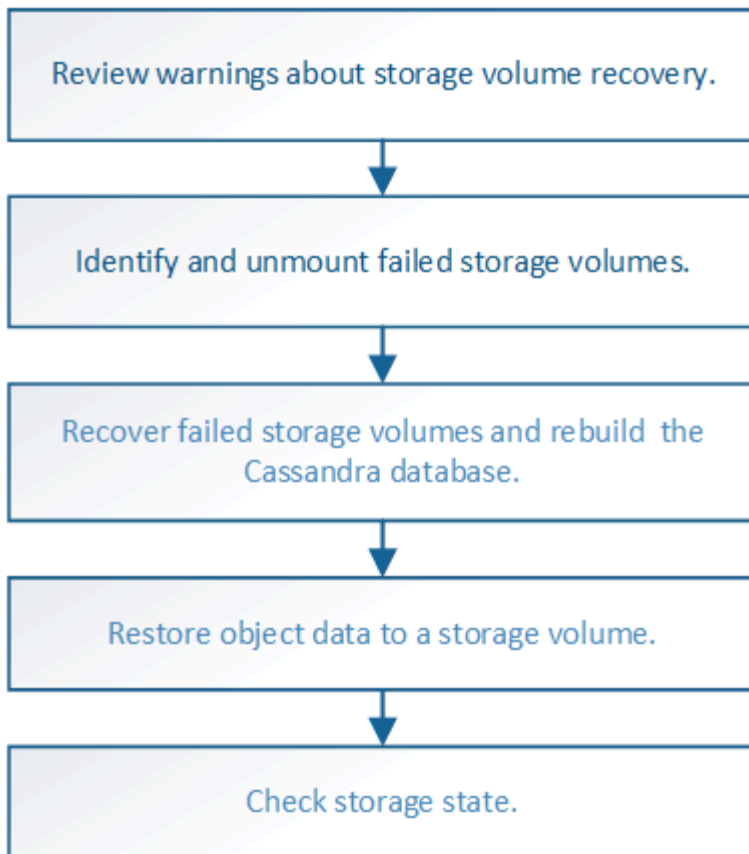 Review warnings about storage volume recovery.
Identify and unmount failed storage volumes.
Recover failed storage volumes and rebuild the
Cassandra database.
Restore object data to a storage volume.
Check storage state.